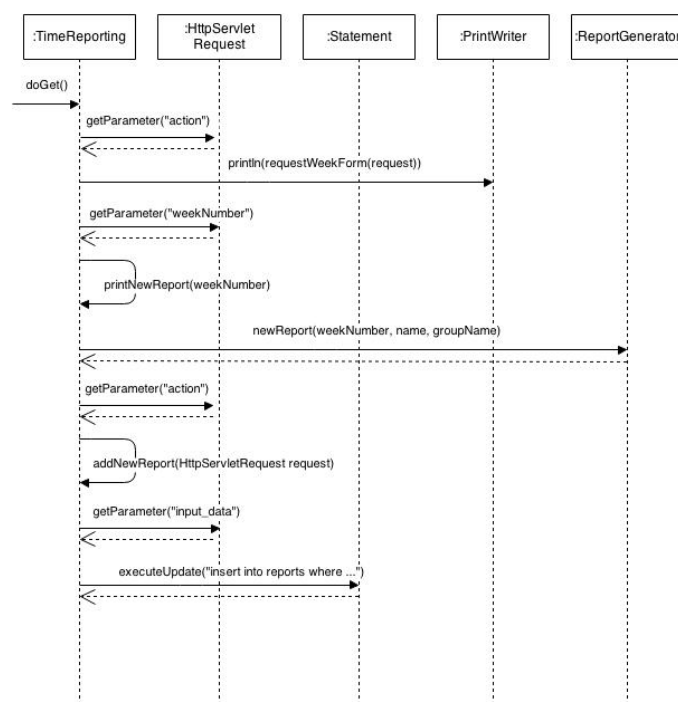 :TimeReporting
:HttpServlet
Request
:Statement
:PrintWriter
:ReportGenerator
doGet()
getParameter("action")
println(requestWeekForm(request))
getParameter("weekNumber")
printNewReport(weekNumber)
newReport(weekNumber, name, groupName)
getParameter("action")
addNewReport(HttpServletRequest request)
getParameter("input_data")
executeUpdate("insert into reports where ...")